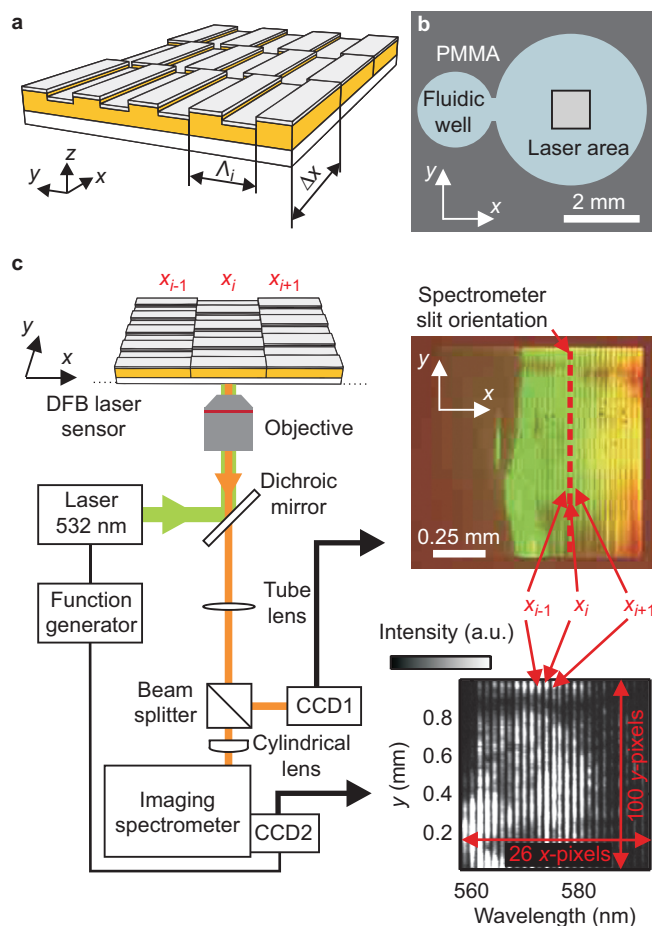 a
z
y
x
Λi
Δx
b
PMMA
Fluidic
well
Laser area
y
x
2 mm
c
xi-1
xi
xi+1
y
x
DFB laser
sensor
Objective
Dichroic
mirror
Laser
532 nm
Function
generator
Tube
lens
Beam
splitter
CCD1
Cylindrical
lens
Imaging
spectrometer
CCD2
Spectrometer
slit orientation
y
x
0.25 mm
xi-1
xi
xi+1
Intensity (a.u.)
y (mm)
0.8
0.6
0.4
0.2
100 y-pixels
26 x-pixels
560
580
Wavelength (nm)